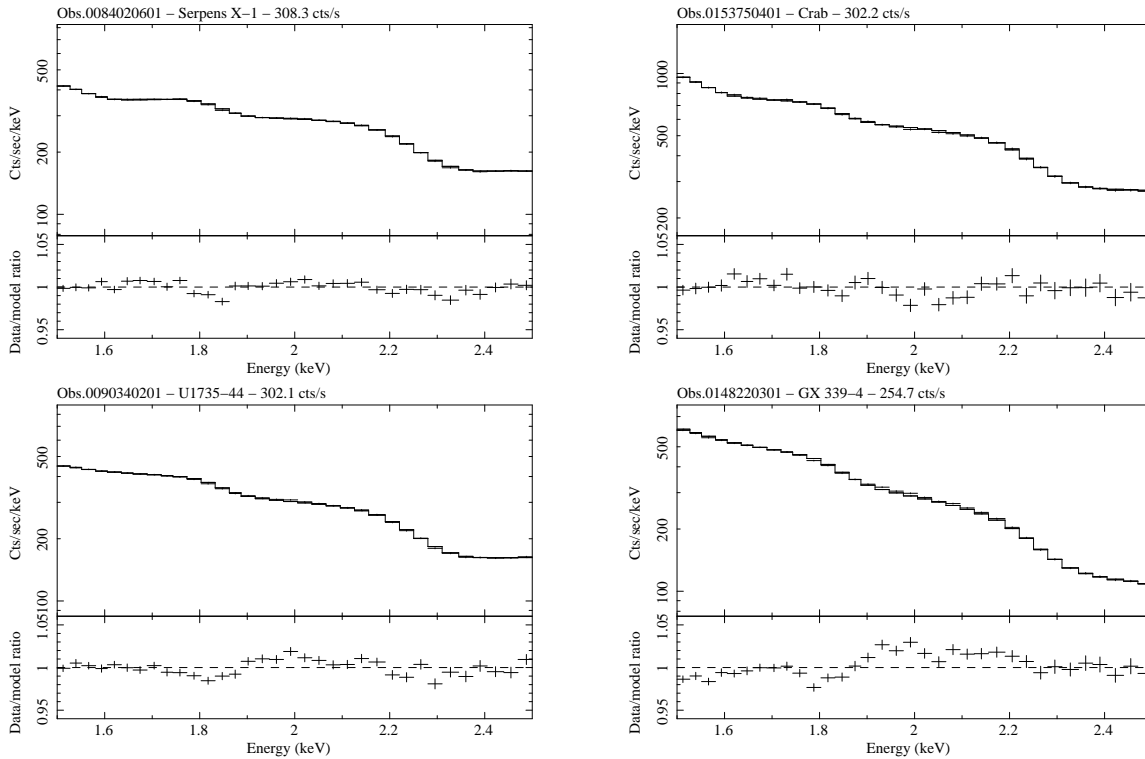 Obs.0084020601 – Serpens X–1 – 308.3 cts/s
Cts/sec/keV
500
200
100
Data/model ratio
1.05
1
0.95
1.6 1.8 2 2.2 2.4
Energy (keV)
Obs.0153750401 – Crab – 302.2 cts/s
Cts/sec/keV
1000
500
200
Data/model ratio
1.05
1
0.95
1.6 1.8 2 2.2 2.4
Energy (keV)
Obs.0090340201 – U1735–44 – 302.1 cts/s
Cts/sec/keV
500
200
100
Data/model ratio
1.05
1
0.95
1.6 1.8 2 2.2 2.4
Energy (keV)
Obs.0148220301 – GX 339–4 – 254.7 cts/s
Cts/sec/keV
500
200
100
Data/model ratio
1.05
1
0.95
1.6 1.8 2 2.2 2.4
Energy (keV)